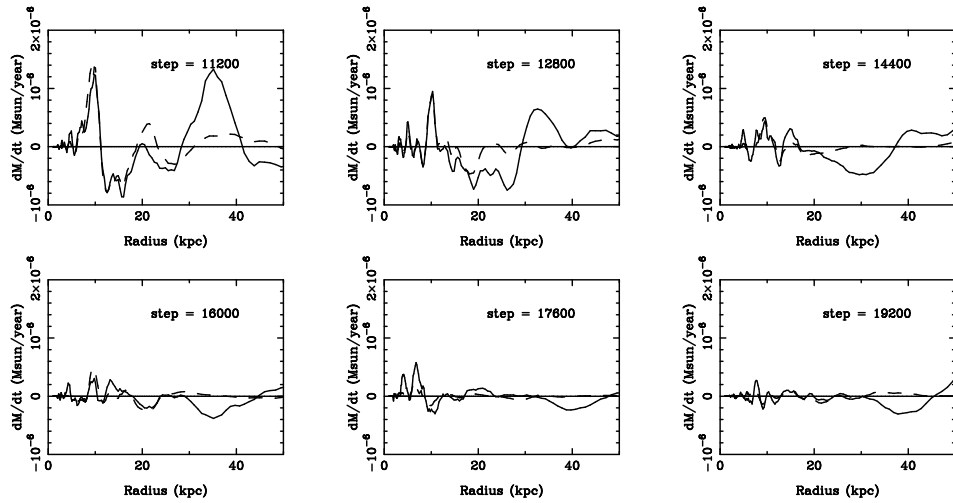 dM/dt (Msun/year)
−10⁻⁶ 0 10⁻⁶ 2×10⁻⁶
step = 11200
0 20 40
Radius (kpc)
dM/dt (Msun/year)
−10⁻⁶ 0 10⁻⁶ 2×10⁻⁶
step = 12800
0 20 40
Radius (kpc)
dM/dt (Msun/year)
−10⁻⁶ 0 10⁻⁶ 2×10⁻⁶
step = 14400
0 20 40
Radius (kpc)
dM/dt (Msun/year)
−10⁻⁶ 0 10⁻⁶ 2×10⁻⁶
step = 16000
0 20 40
Radius (kpc)
dM/dt (Msun/year)
−10⁻⁶ 0 10⁻⁶ 2×10⁻⁶
step = 17600
0 20 40
Radius (kpc)
dM/dt (Msun/year)
−10⁻⁶ 0 10⁻⁶ 2×10⁻⁶
step = 19200
0 20 40
Radius (kpc)